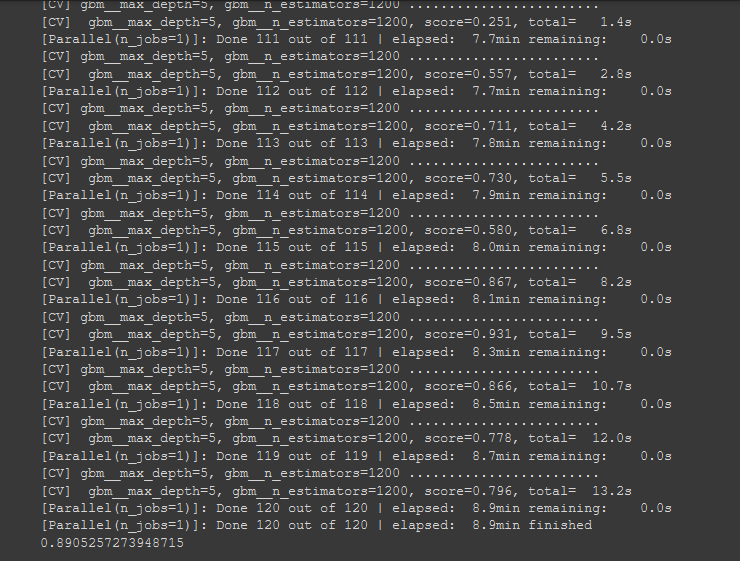 [CV] gbm__max_depth=5, gbm__n_estimators=1200 ........................
[CV]  gbm__max_depth=5, gbm__n_estimators=1200, score=0.251, total=   1.4s
[Parallel(n_jobs=1)]: Done 111 out of 111 | elapsed:  7.7min remaining:    0.0s
[CV] gbm__max_depth=5, gbm__n_estimators=1200 ........................
[CV]  gbm__max_depth=5, gbm__n_estimators=1200, score=0.557, total=   2.8s
[Parallel(n_jobs=1)]: Done 112 out of 112 | elapsed:  7.7min remaining:    0.0s
[CV] gbm__max_depth=5, gbm__n_estimators=1200 ........................
[CV]  gbm__max_depth=5, gbm__n_estimators=1200, score=0.711, total=   4.2s
[Parallel(n_jobs=1)]: Done 113 out of 113 | elapsed:  7.8min remaining:    0.0s
[CV] gbm__max_depth=5, gbm__n_estimators=1200 ........................
[CV]  gbm__max_depth=5, gbm__n_estimators=1200, score=0.730, total=   5.5s
[Parallel(n_jobs=1)]: Done 114 out of 114 | elapsed:  7.9min remaining:    0.0s
[CV] gbm__max_depth=5, gbm__n_estimators=1200 ........................
[CV]  gbm__max_depth=5, gbm__n_estimators=1200, score=0.580, total=   6.8s
[Parallel(n_jobs=1)]: Done 115 out of 115 | elapsed:  8.0min remaining:    0.0s
[CV] gbm__max_depth=5, gbm__n_estimators=1200 ........................
[CV]  gbm__max_depth=5, gbm__n_estimators=1200, score=0.867, total=   8.2s
[Parallel(n_jobs=1)]: Done 116 out of 116 | elapsed:  8.1min remaining:    0.0s
[CV] gbm__max_depth=5, gbm__n_estimators=1200 ........................
[CV]  gbm__max_depth=5, gbm__n_estimators=1200, score=0.931, total=   9.5s
[Parallel(n_jobs=1)]: Done 117 out of 117 | elapsed:  8.3min remaining:    0.0s
[CV] gbm__max_depth=5, gbm__n_estimators=1200 ........................
[CV]  gbm__max_depth=5, gbm__n_estimators=1200, score=0.866, total=  10.7s
[Parallel(n_jobs=1)]: Done 118 out of 118 | elapsed:  8.5min remaining:    0.0s
[CV] gbm__max_depth=5, gbm__n_estimators=1200 ........................
[CV]  gbm__max_depth=5, gbm__n_estimators=1200, score=0.778, total=  12.0s
[Parallel(n_jobs=1)]: Done 119 out of 119 | elapsed:  8.7min remaining:    0.0s
[CV] gbm__max_depth=5, gbm__n_estimators=1200 ........................
[CV]  gbm__max_depth=5, gbm__n_estimators=1200, score=0.796, total=  13.2s
[Parallel(n_jobs=1)]: Done 120 out of 120 | elapsed:  8.9min remaining:    0.0s
[Parallel(n_jobs=1)]: Done 120 out of 120 | elapsed:  8.9min finished
0.8905257273948715